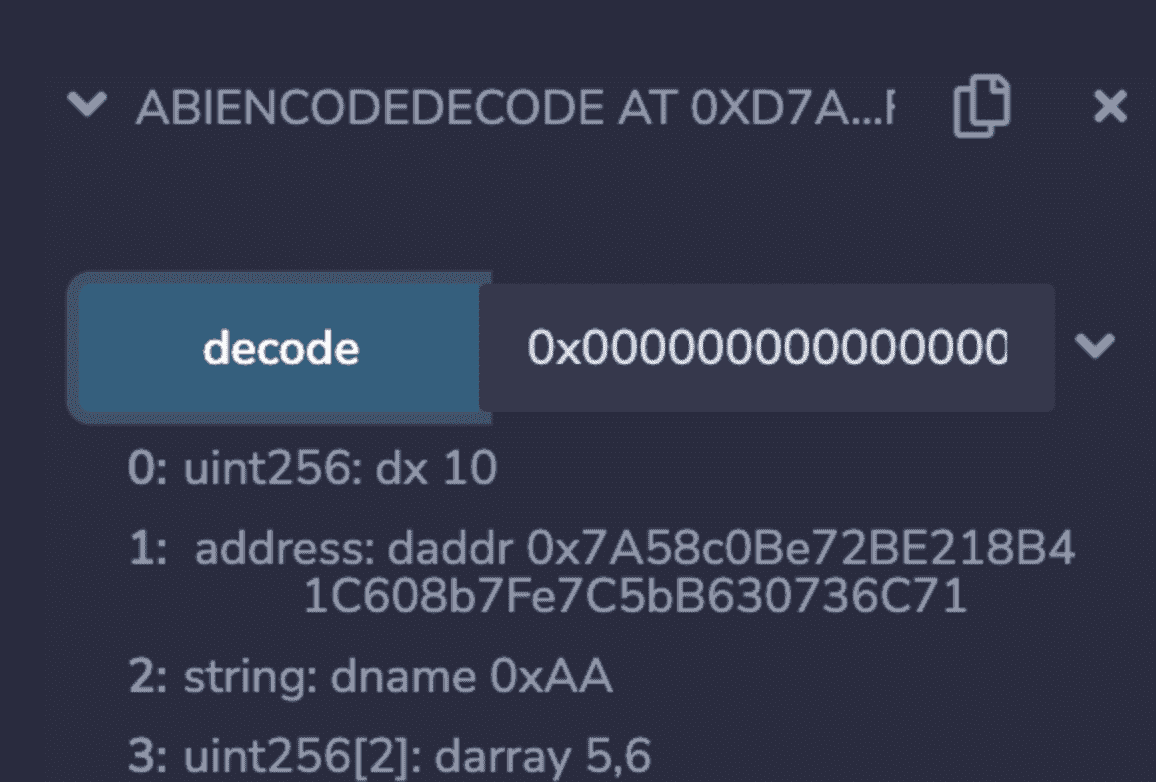 ABIENCODEDECODE AT 0XD7A...F
decode 0x000000000000000
0: uint256: dx 10
1: address: daddr 0x7A58c0Be72BE218B4
1C608b7Fe7C5bB630736C71
2: string: dname 0xAA
3: uint256[2]: darray 5,6